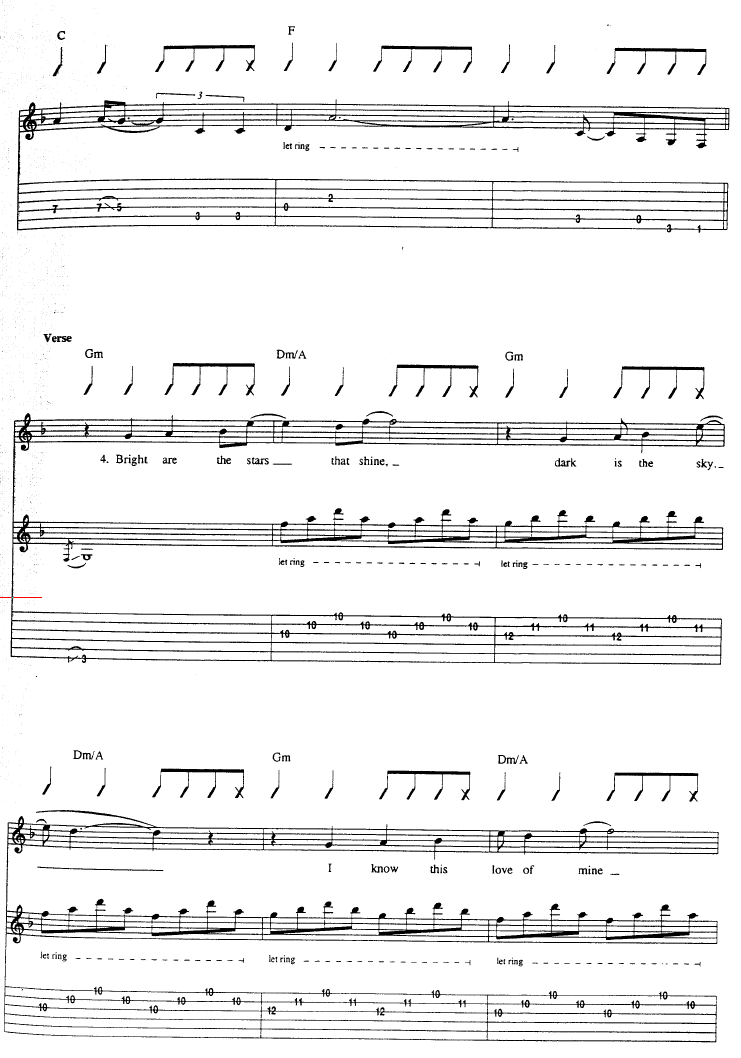 C F
3
let ring
7 7 5 3 3 0 2 3 0 3 1
Verse
Gm Dm/A Gm
4. Bright are the stars that shine, dark is the sky.
let ring let ring
3 10 10 10 10 10 10 10 10 12 11 10 11 12 11 10 11
Dm/A Gm Dm/A
I know this love of mine
let ring let ring let ring
10 10 10 10 10 10 10 10 12 11 10 11 12 11 10 11 10 10 10 10 10 10 10 10